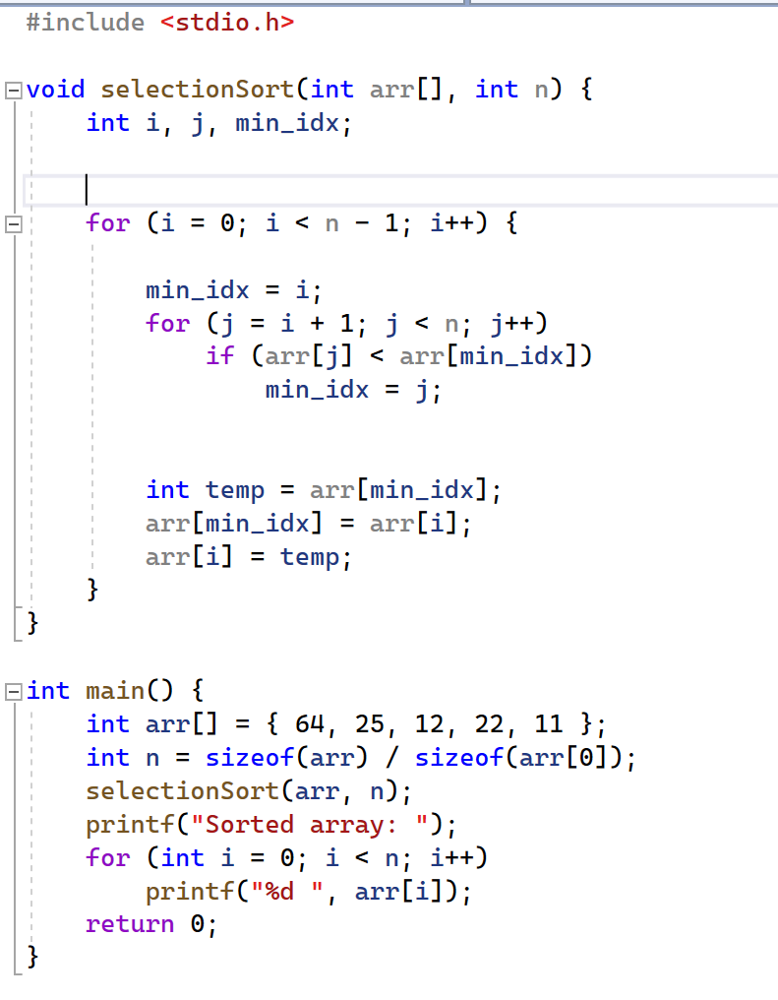 #include <stdio.h>
void selectionSort(int arr[], int n) {
    int i, j, min_idx;
    for (i = 0; i < n - 1; i++) {
        min_idx = i;
        for (j = i + 1; j < n; j++)
            if (arr[j] < arr[min_idx])
                min_idx = j;
        int temp = arr[min_idx];
        arr[min_idx] = arr[i];
        arr[i] = temp;
    }
}
int main() {
    int arr[] = { 64, 25, 12, 22, 11 };
    int n = sizeof(arr) / sizeof(arr[0]);
    selectionSort(arr, n);
    printf("Sorted array: ");
    for (int i = 0; i < n; i++)
        printf("%d ", arr[i]);
    return 0;
}